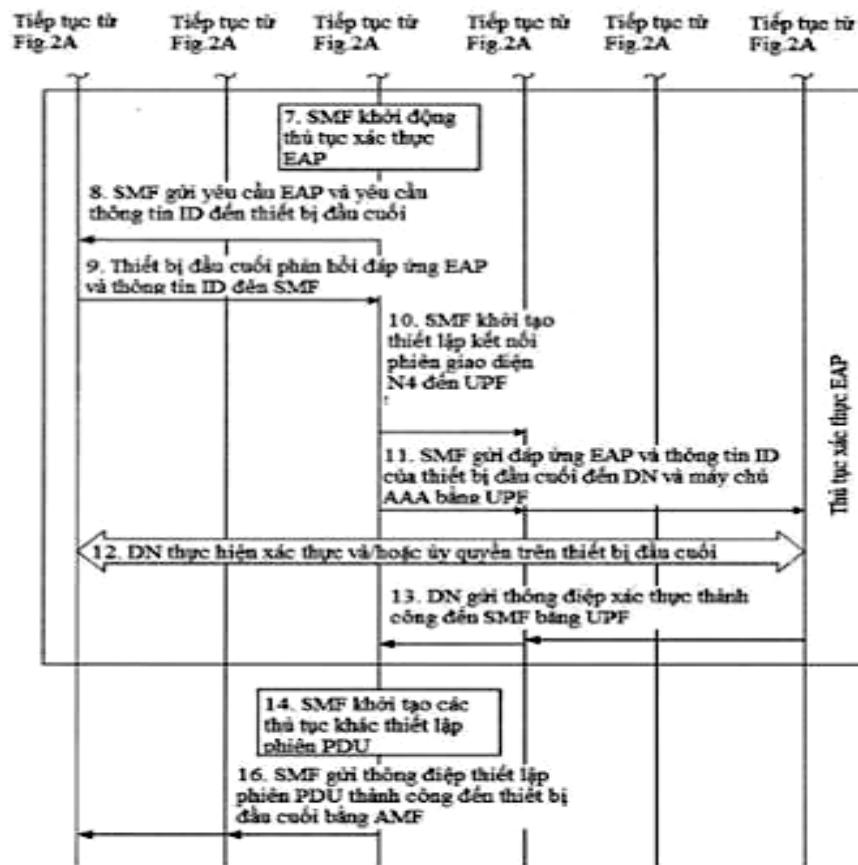 Tiếp tục từ
Fig.2A
Tiếp tục từ
Fig.2A
Tiếp tục từ
Fig.2A
Tiếp tục từ
Fig.2A
Tiếp tục từ
Fig.2A
Tiếp tục từ
Fig.2A
7. SMF khởi động
thủ tục xác thực
EAP
8. SMF gửi yêu cầu EAP và yêu cầu
thông tin ID đến thiết bị đầu cuối
9. Thiết bị đầu cuối phản hồi đáp ứng EAP
và thông tin ID đến SMF
10. SMF khởi tạo
thiết lập kết nối
phiên giao diện
N4 đến UPF
11. SMF gửi đáp ứng EAP và thông tin ID
của thiết bị đầu cuối đến DN và máy chủ
AAA bằng UPF
12. DN thực hiện xác thực và/hoặc ủy quyền trên thiết bị đầu cuối
13. DN gửi thông điệp xác thực thành
công đến SMF bằng UPF
Thủ tục xác thực EAP
14. SMF khởi tạo các
thủ tục khác thiết lập
phiên PDU
16. SMF gửi thông điệp thiết lập
phiên PDU thành công đến thiết bị
đầu cuối bằng AMF